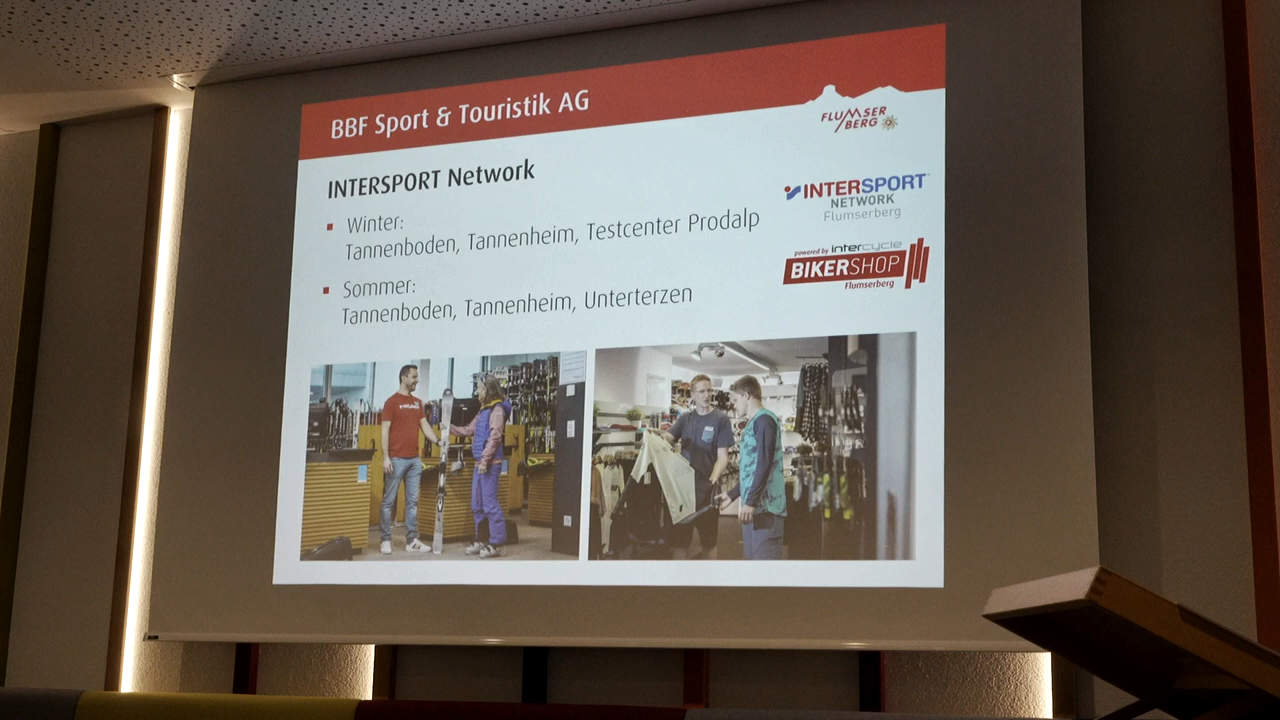 BBF Sport & Touristik AG
FLUMSER
BERG
INTERSPORT Network
▪ Winter:
Tannenboden, Tannenheim, Testcenter Prodalp
▪ Sommer:
Tannenboden, Tannenheim, Unterterzen
INTERSPORT
NETWORK
Flumserberg
powered by intercycle
BIKERSHOP
Flumserberg